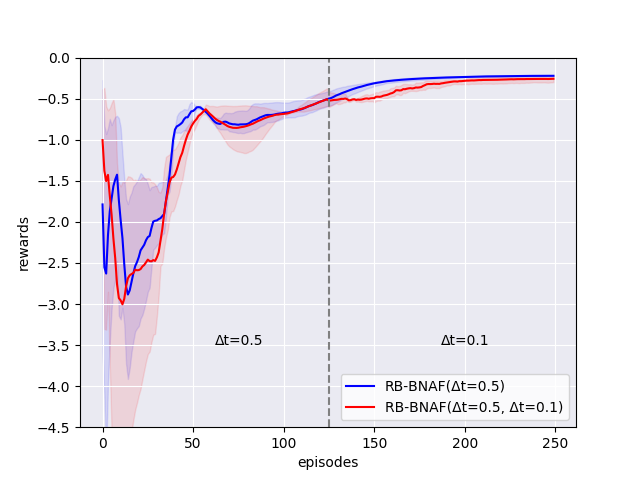 0.0
−0.5
−1.0
−1.5
−2.0
−2.5
−3.0
−3.5
−4.0
−4.5
rewards
Δt=0.5
Δt=0.1
RB-BNAF(Δt=0.5)
RB-BNAF(Δt=0.5, Δt=0.1)
0 50 100 150 200 250
episodes